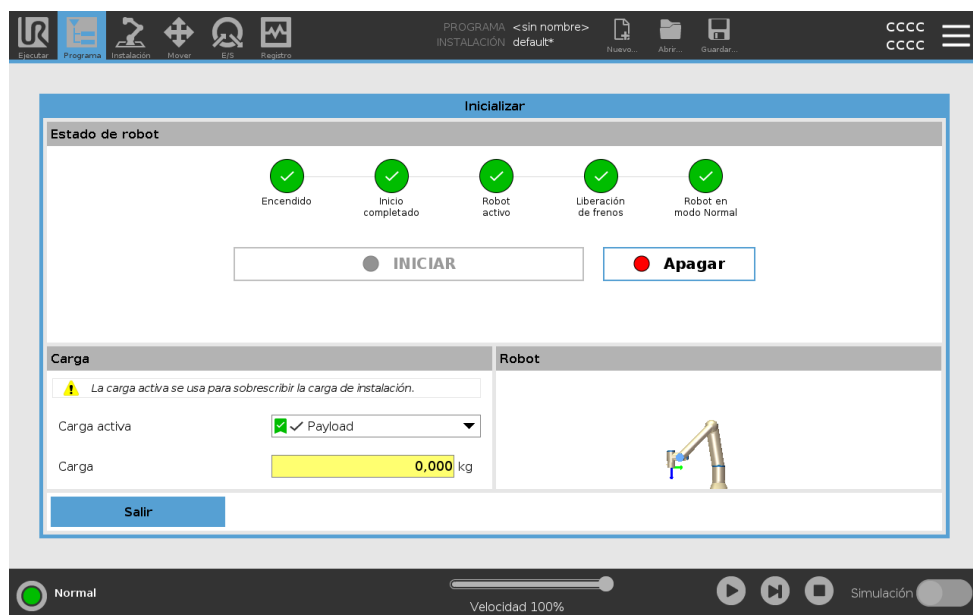 UR
PROGRAMA <sin nombre>
INSTALACIÓN default*
cccc
cccc
Ejecutar Programa Instalación Mover E/S Registro Nuevo... Abrir... Guardar...
Inicializar
Estado de robot
Encendido
Inicio
completado
Robot
activo
Liberación
de frenos
Robot en
modo Normal
INICIAR
Apagar
Carga
Robot
La carga activa se usa para sobrescribir la carga de instalación.
Carga activa
Payload
Carga
0,000 kg
Salir
Normal
Velocidad 100%
Simulación